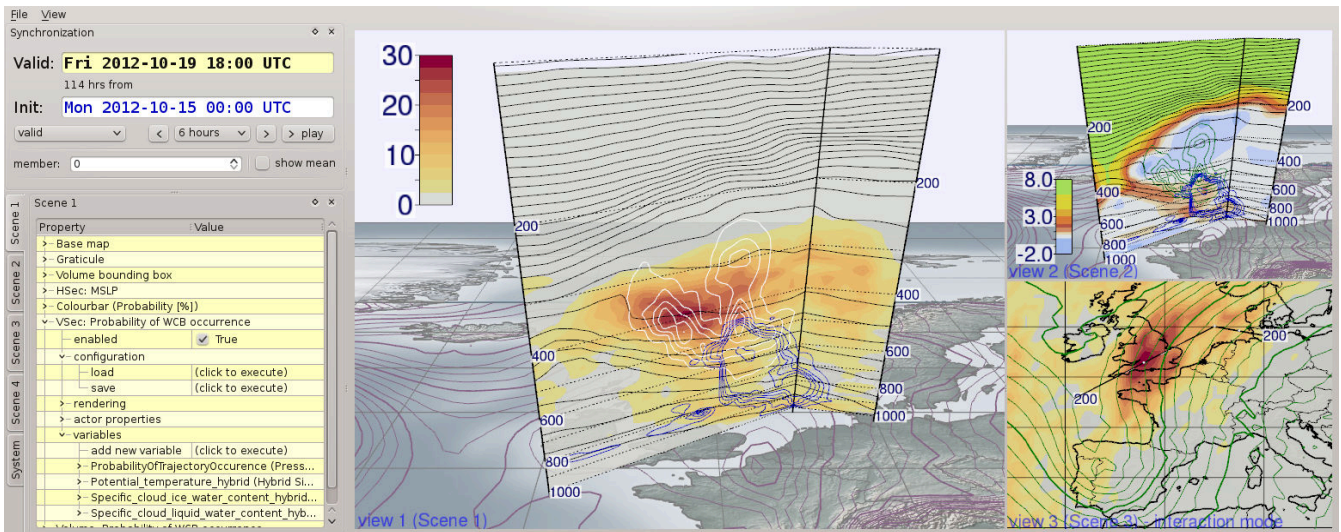 File View
Synchronization
Valid: Fri 2012-10-19 18:00 UTC
114 hrs from
Init: Mon 2012-10-15 00:00 UTC
valid < 6 hours > > play
member: 0 show mean
Scene 1
Scene 2
Scene 3
Scene 4
System
Scene 1
Property Value
Base map
Graticule
Volume bounding box
HSec: MSLP
Colourbar (Probability [%])
VSec: Probability of WCB occurrence
enabled True
configuration
load (click to execute)
save (click to execute)
rendering
actor properties
variables
add new variable (click to execute)
ProbabilityOfTrajectoryOccurence (Press...
Potential_temperature_hybrid (Hybrid Si...
Specific_cloud_ice_water_content_hybrid...
Specific_cloud_liquid_water_content_hyb...
Volume: Probability of WCB occurrence
30
20
10
0
200
200
400
400
600
600
800
800
1000
1000
view 1 (Scene 1)
200
200
400
400
600
600
800
800
1000
1000
8.0
3.0
-2.0
view 2 (Scene 2)
200
200
view 3 (Scene 3) - interaction mode